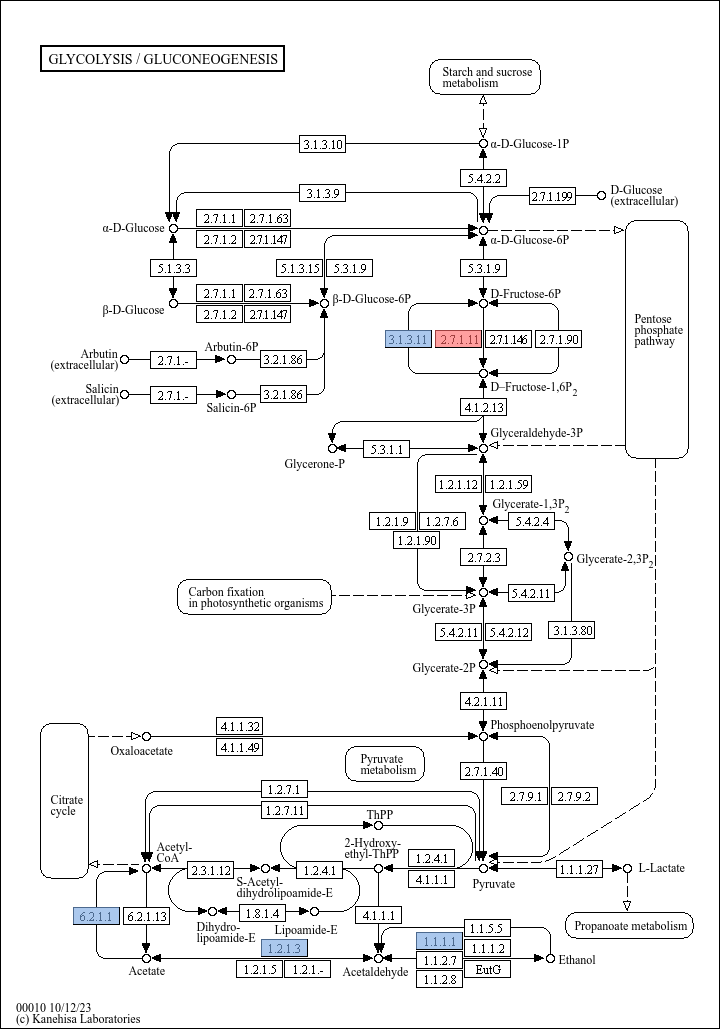 GLYCOLYSIS / GLUCONEOGENESIS
Starch and sucrose
metabolism
3.1.3.10
α-D-Glucose-1P
5.4.2.2
3.1.3.9
2.7.1.199
D-Glucose
(extracellular)
2.7.1.1
2.7.1.63
α-D-Glucose
2.7.1.2
2.7.1.147
α-D-Glucose-6P
5.1.3.3
5.1.3.15
5.3.1.9
5.3.1.9
2.7.1.1
2.7.1.63
β-D-Glucose
2.7.1.2
2.7.1.147
β-D-Glucose-6P
D-Fructose-6P
Pentose
phosphate
pathway
3.1.3.11
2.7.1.11
2.7.1.146
2.7.1.90
Arbutin
(extracellular)
2.7.1.-
Arbutin-6P
3.2.1.86
D-Fructose-1,6P2
Salicin
(extracellular)
2.7.1.-
Salicin-6P
3.2.1.86
4.1.2.13
Glyceraldehyde-3P
5.3.1.1
Glycerone-P
1.2.1.12
1.2.1.59
Glycerate-1,3P2
1.2.1.9
1.2.7.6
1.2.1.90
5.4.2.4
2.7.2.3
Glycerate-2,3P2
Carbon fixation
in photosynthetic organisms
5.4.2.11
Glycerate-3P
5.4.2.11
5.4.2.12
3.1.3.80
Glycerate-2P
4.2.1.11
4.1.1.32
Oxaloacetate
4.1.1.49
Phosphoenolpyruvate
Pyruvate
metabolism
2.7.1.40
Citrate
cycle
1.2.7.1
2.7.9.1
2.7.9.2
1.2.7.11
ThPP
Acetyl-
CoA
2-Hydroxy-
ethyl-ThPP
2.3.1.12
1.2.4.1
1.2.4.1
4.1.1.1
1.1.1.27
L-Lactate
S-Acetyl-
dihydrolipoamide-E
Pyruvate
6.2.1.1
6.2.1.13
1.8.1.4
4.1.1.1
Dihydro-
lipoamide-E
Lipoamide-E
Propanoate metabolism
1.2.1.3
1.1.1.1
1.1.5.5
1.1.1.2
1.1.2.7
EutG
1.1.2.8
Ethanol
Acetate
1.2.1.5
1.2.1.-
Acetaldehyde
00010 10/12/23
(c) Kanehisa Laboratories